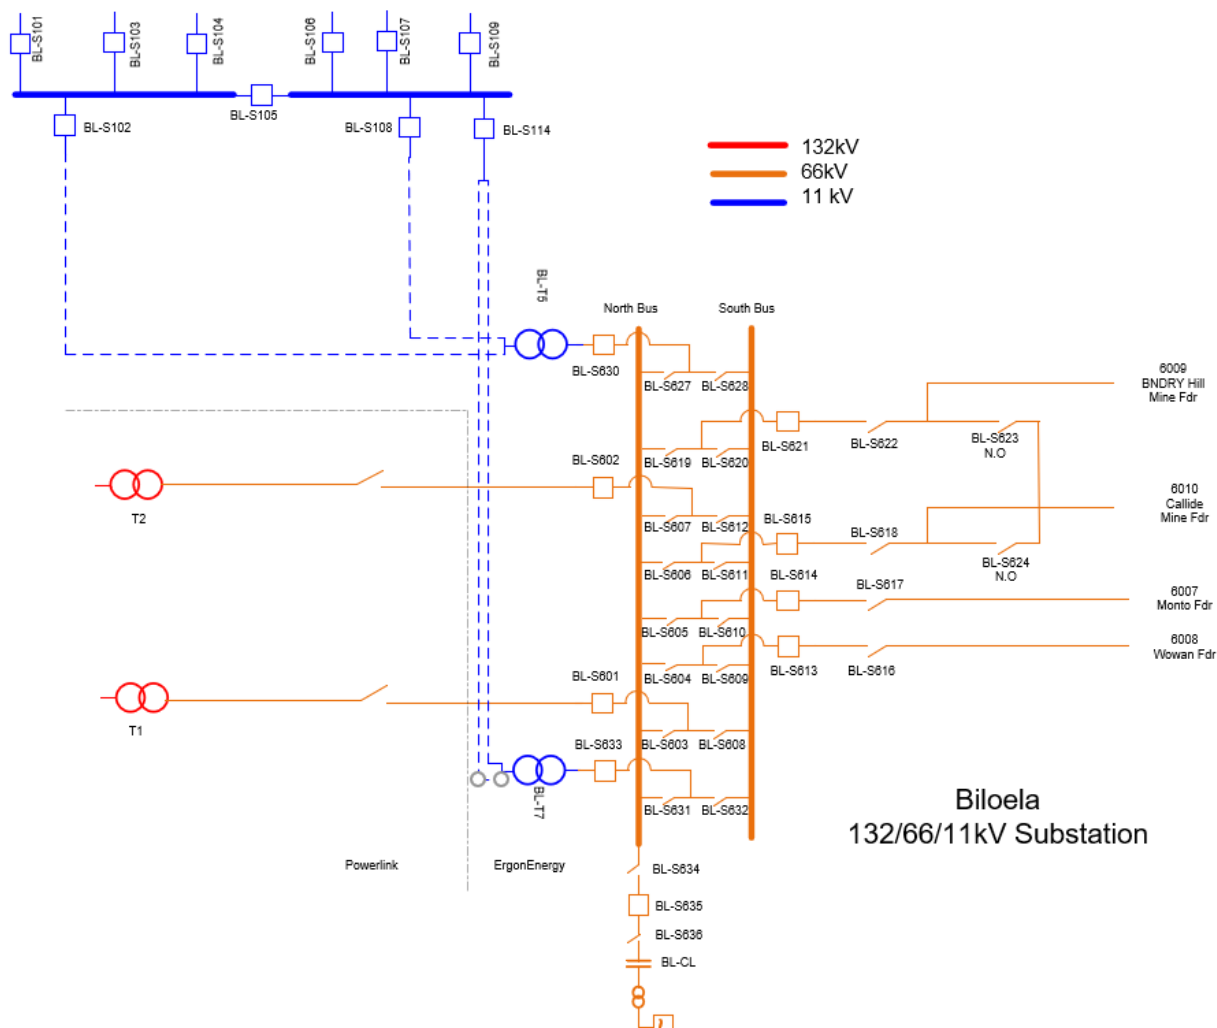 BL-S101
BL-S103
BL-S104
BL-S106
BL-S107
BL-S109
BL-S105
BL-S102
BL-S108
BL-S114
132kV
66kV
11 kV
BL-T5
North Bus
South Bus
BL-S630
BL-S627
BL-S628
6009
BNDRY Hill
Mine Fdr
BL-S621
BL-S622
BL-S623
N.O
BL-S602
BL-S619
BL-S620
T2
6010
Callide
Mine Fdr
BL-S607
BL-S612
BL-S615
BL-S618
BL-S606
BL-S611
BL-S614
BL-S624
N.O
BL-S617
6007
Monto Fdr
BL-S605
BL-S610
6008
Wowan Fdr
BL-S601
BL-S604
BL-S609
BL-S613
BL-S616
T1
BL-S633
BL-S603
BL-S608
BL-T7
BL-S631
BL-S632
Biloela
132/66/11kV Substation
Powerlink
ErgonEnergy
BL-S634
BL-S635
BL-S636
BL-CL